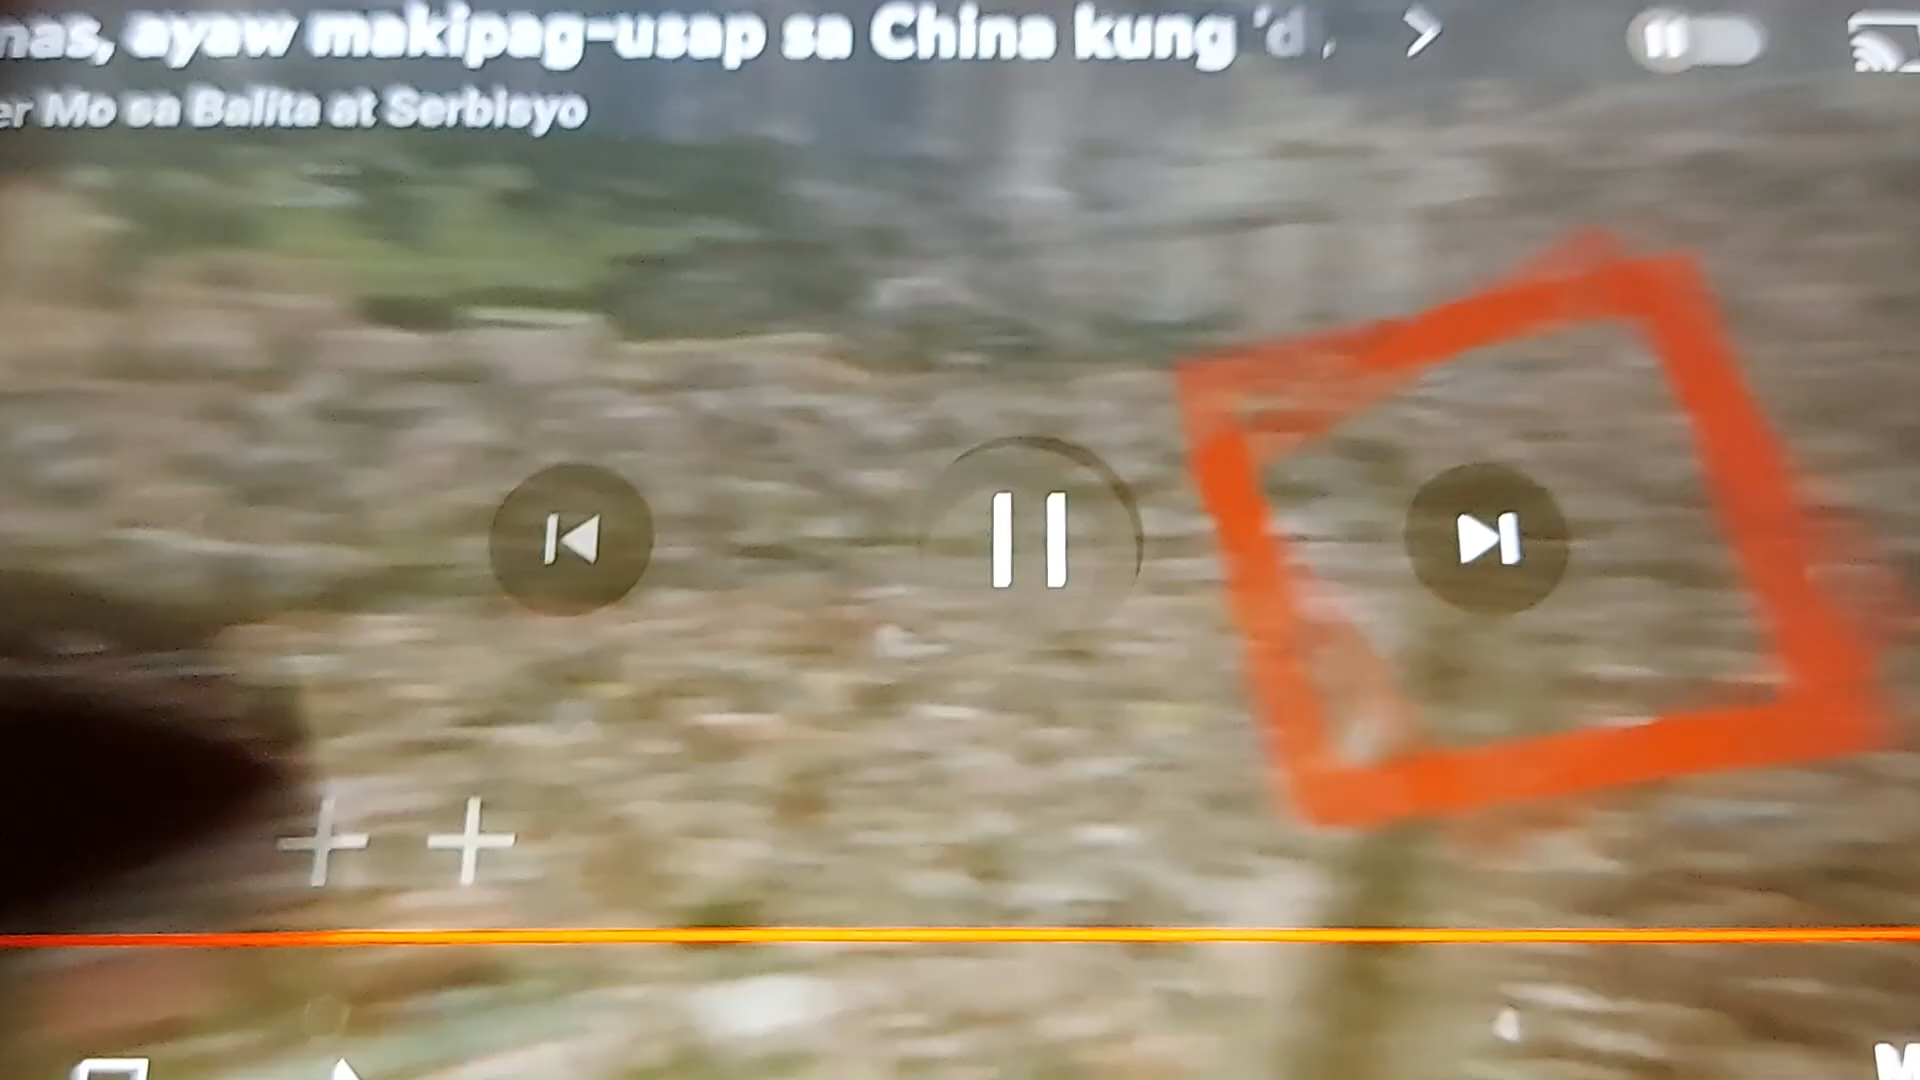 nas, ayaw makipag-usap sa China kung 'd
er Mo sa Balita at Serbisyo